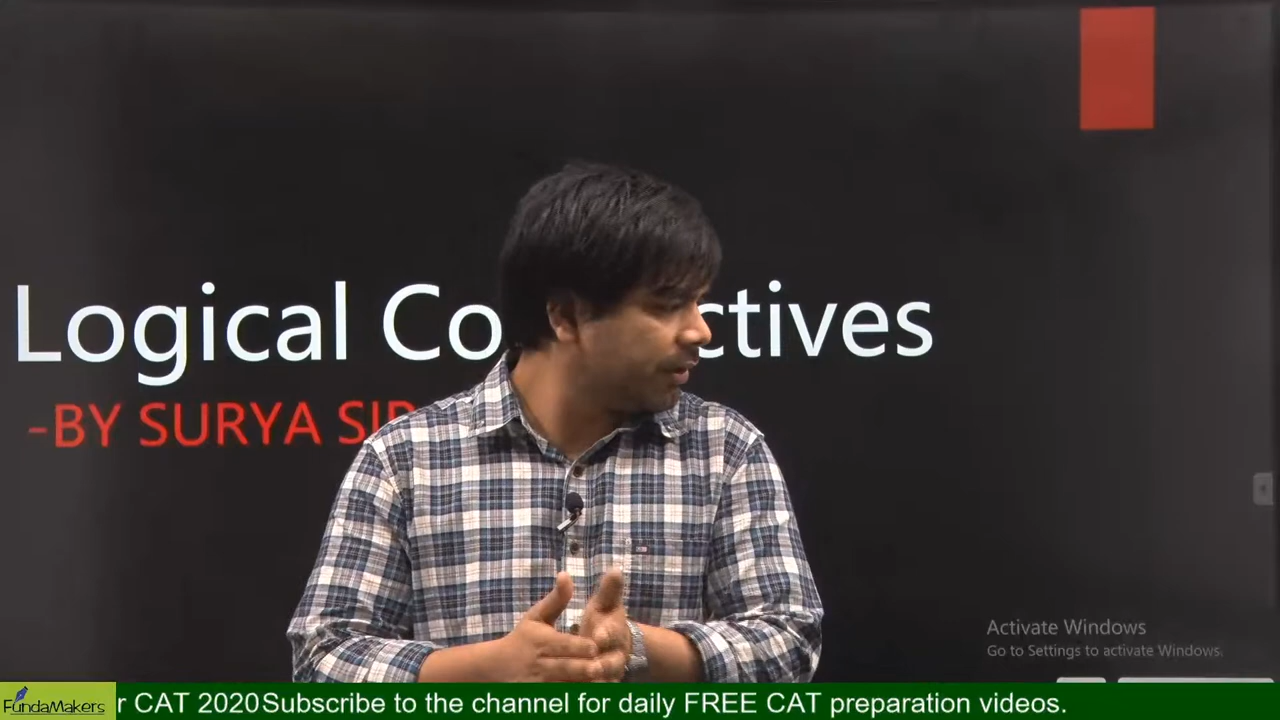 Logical Co ctives
-BY SURYA SIR
Activate Windows
Go to Settings to activate Windows.
FundaMakers
r CAT 2020Subscribe to the channel for daily FREE CAT preparation videos.